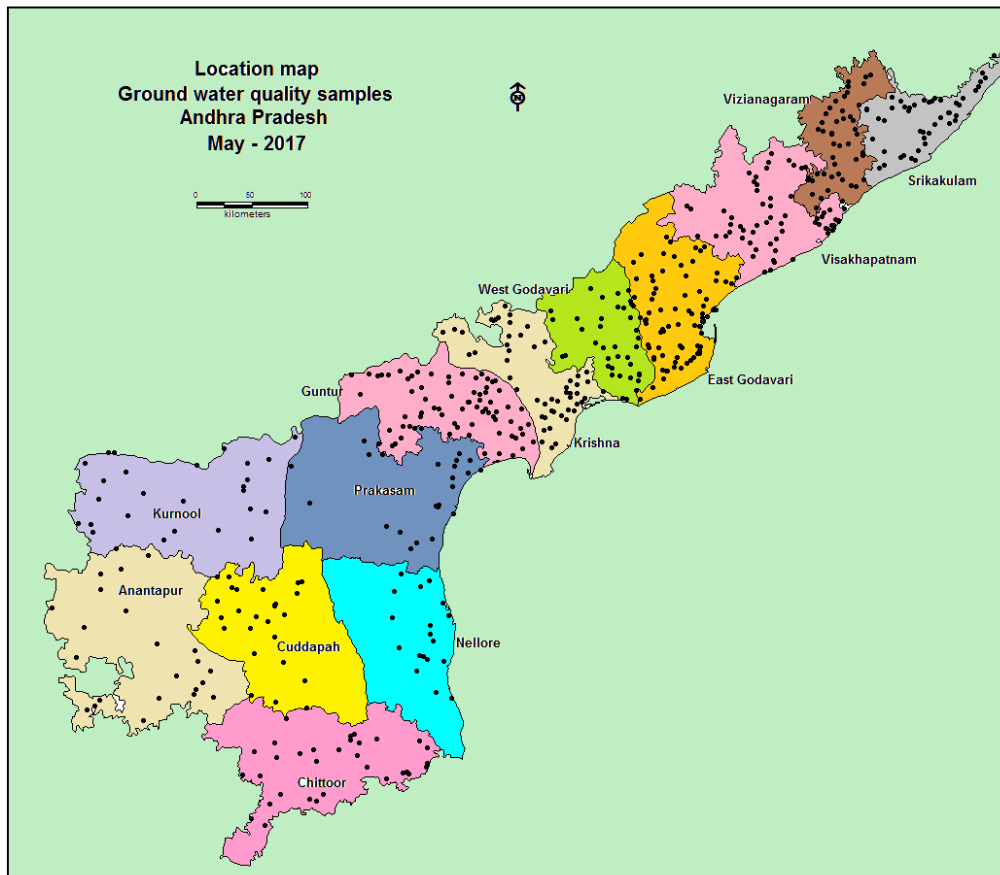 Location map
Ground water quality samples
Andhra Pradesh
May - 2017
0 50 100
kilometers
Vizianagaram
Srikakulam
Visakhapatnam
West Godavari
East Godavari
Guntur
Krishna
Prakasam
Kurnool
Anantapur
Cuddapah
Nellore
Chittoor